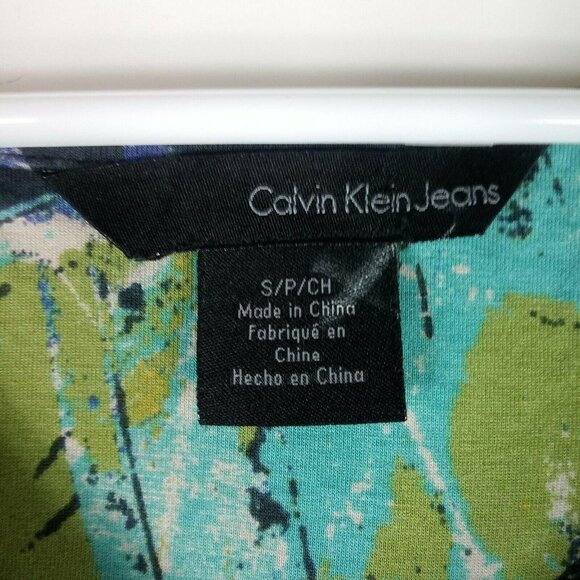 Calvin Klein Jeans
S/P/CH
Made in China
Fabriqué en
Chine
Hecho en China